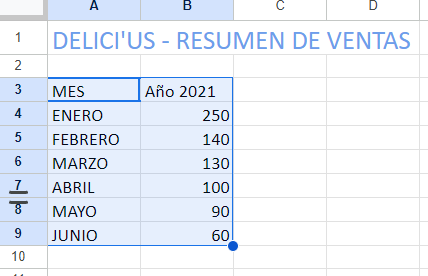 A B C D
1 DELICI'US - RESUMEN DE VENTAS
2
3 MES Año 2021
4 ENERO 250
5 FEBRERO 140
6 MARZO 130
7 ABRIL 100
8 MAYO 90
9 JUNIO 60
10